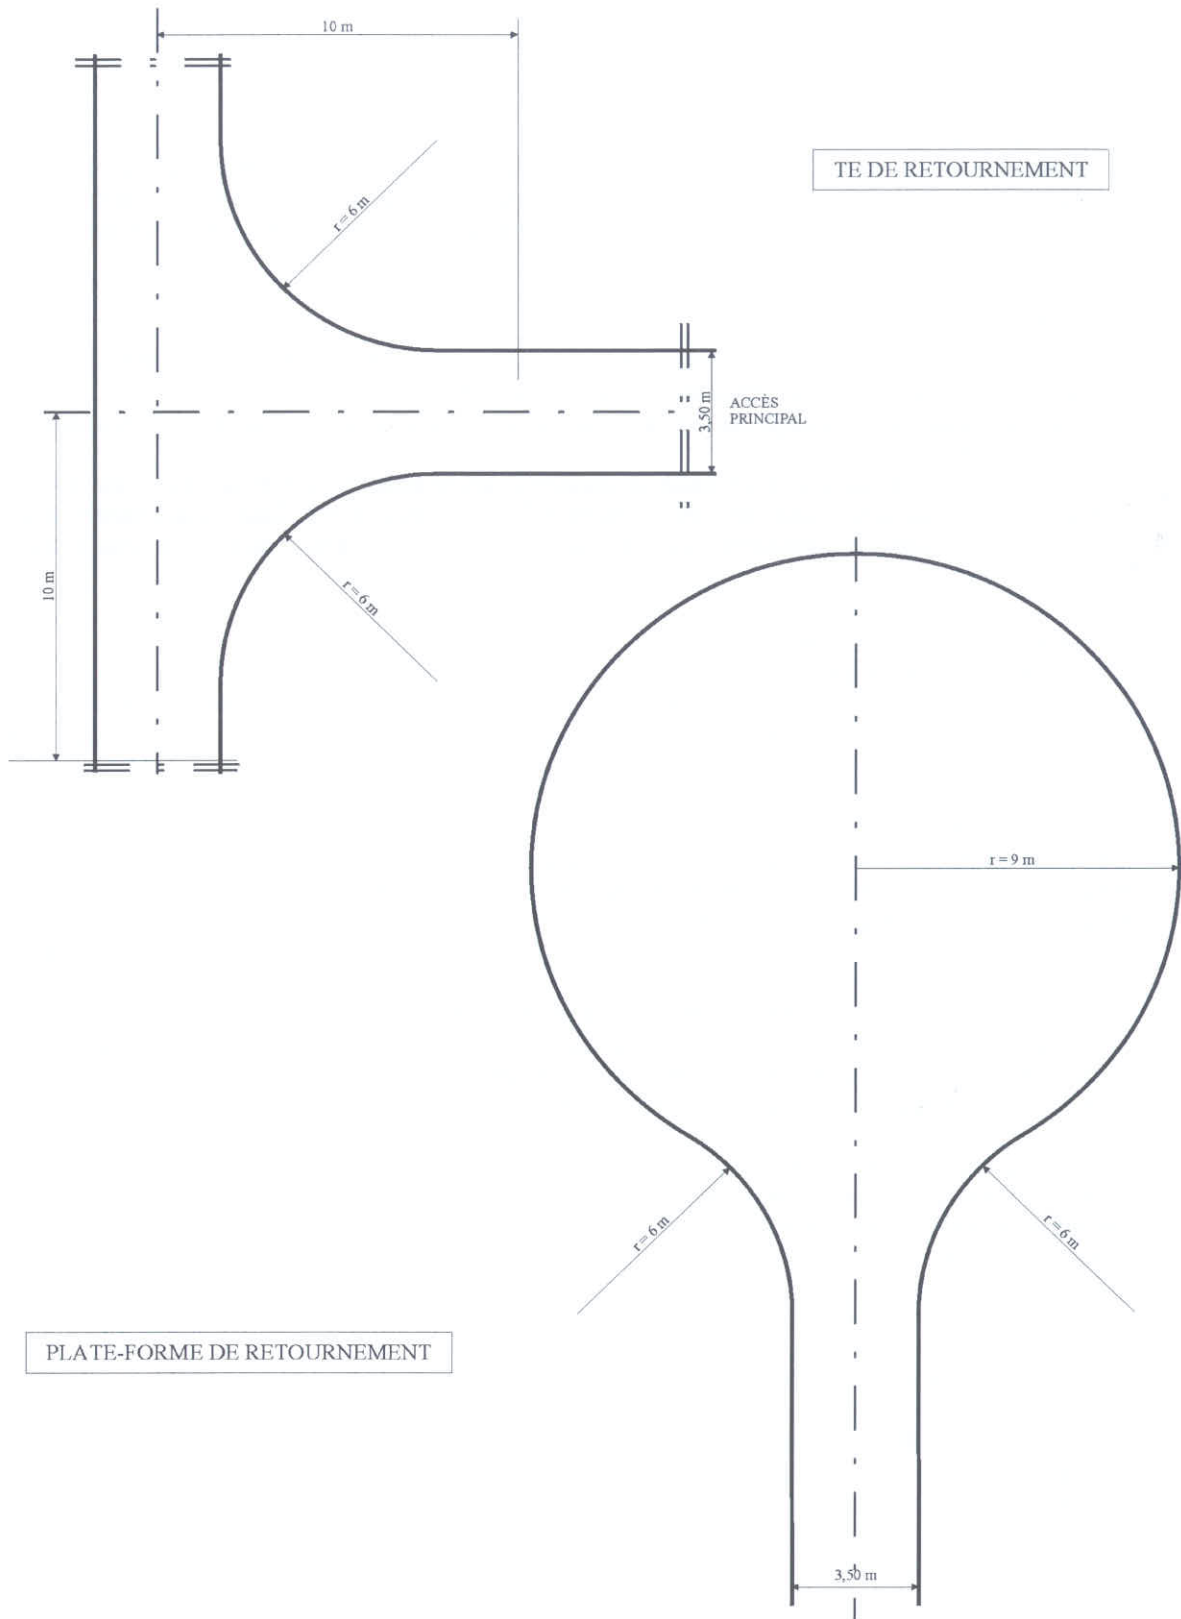 10 m
TE DE RETOURNEMENT
r = 6 m
3,50 m
ACCÈS
PRINCIPAL
10 m
r = 6 m
r = 9 m
r = 6 m
r = 6 m
PLATE-FORME DE RETOURNEMENT
3,50 m